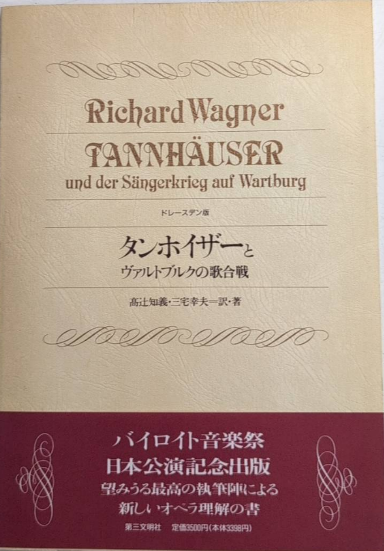 Richard Wagner
TANNHÄUSER
und der Sängerkrieg auf Wartburg
ドレースデン版
タンホイザーと
ヴァルトブルクの歌合戦
髙辻知義・三宅幸夫=訳・著
バイロイト音楽祭
日本公演記念出版
望みうる最高の執筆陣による
新しいオペラ理解の書
第三文明社 定価3500円(本体3398円)